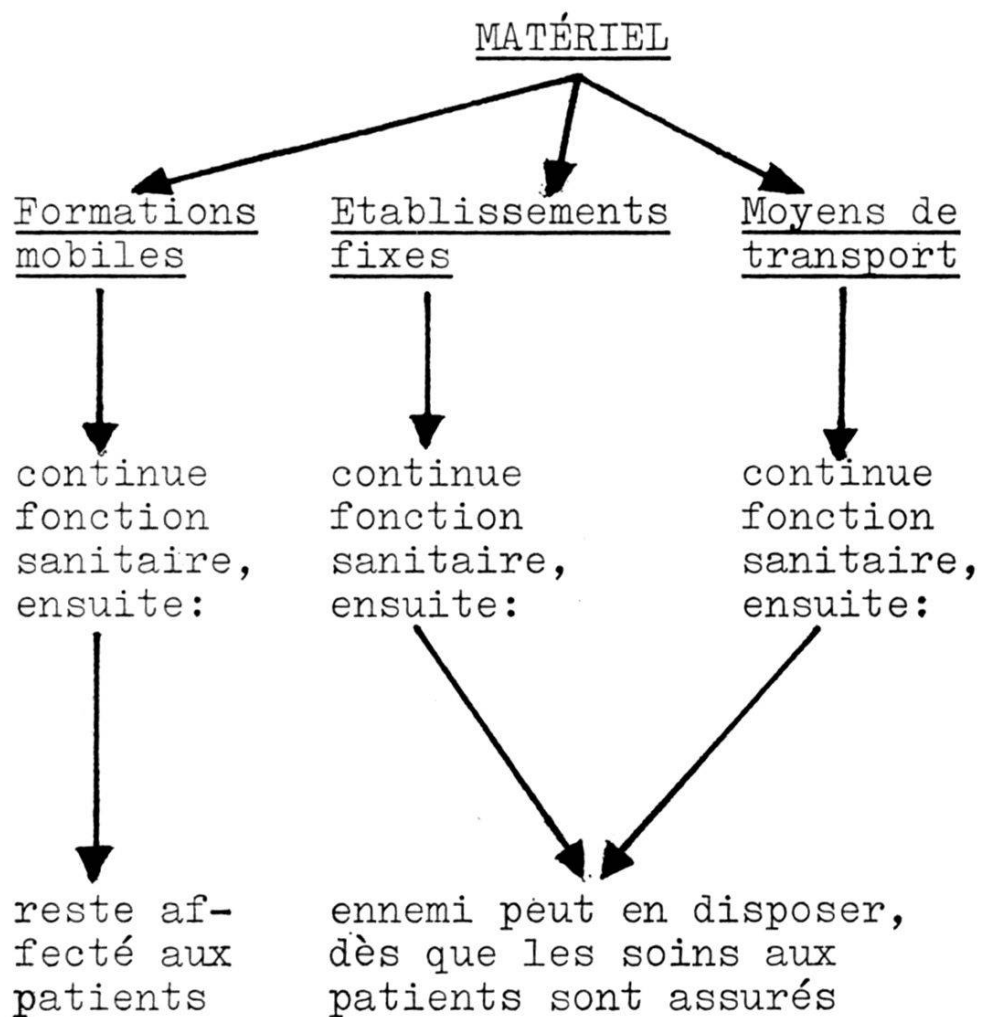 MATÉRIEL
Formations
mobiles
Etablissements
fixes
Moyens de
transport
continue
fonction
sanitaire,
ensuite:
continue
fonction
sanitaire,
ensuite:
continue
fonction
sanitaire,
ensuite:
reste af-
fecté aux
patients
ennemi peut en disposer,
dès que les soins aux
patients sont assurés